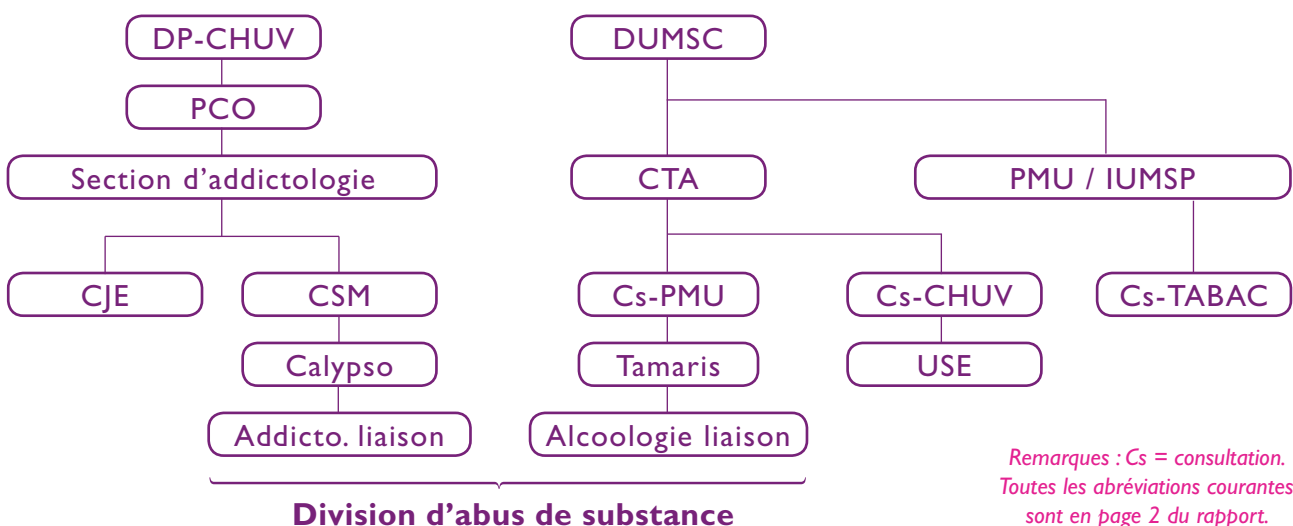 DP-CHUV
DUMSC
PCO
Section d'addictologie
CTA
PMU / IUMSP
CJE
CSM
Cs-PMU
Cs-CHUV
Cs-TABAC
Calypso
Tamaris
USE
Addicto. liaison
Alcoologie liaison
Division d'abus de substance
Remarques : Cs = consultation.
Toutes les abréviations courantes
sont en page 2 du rapport.